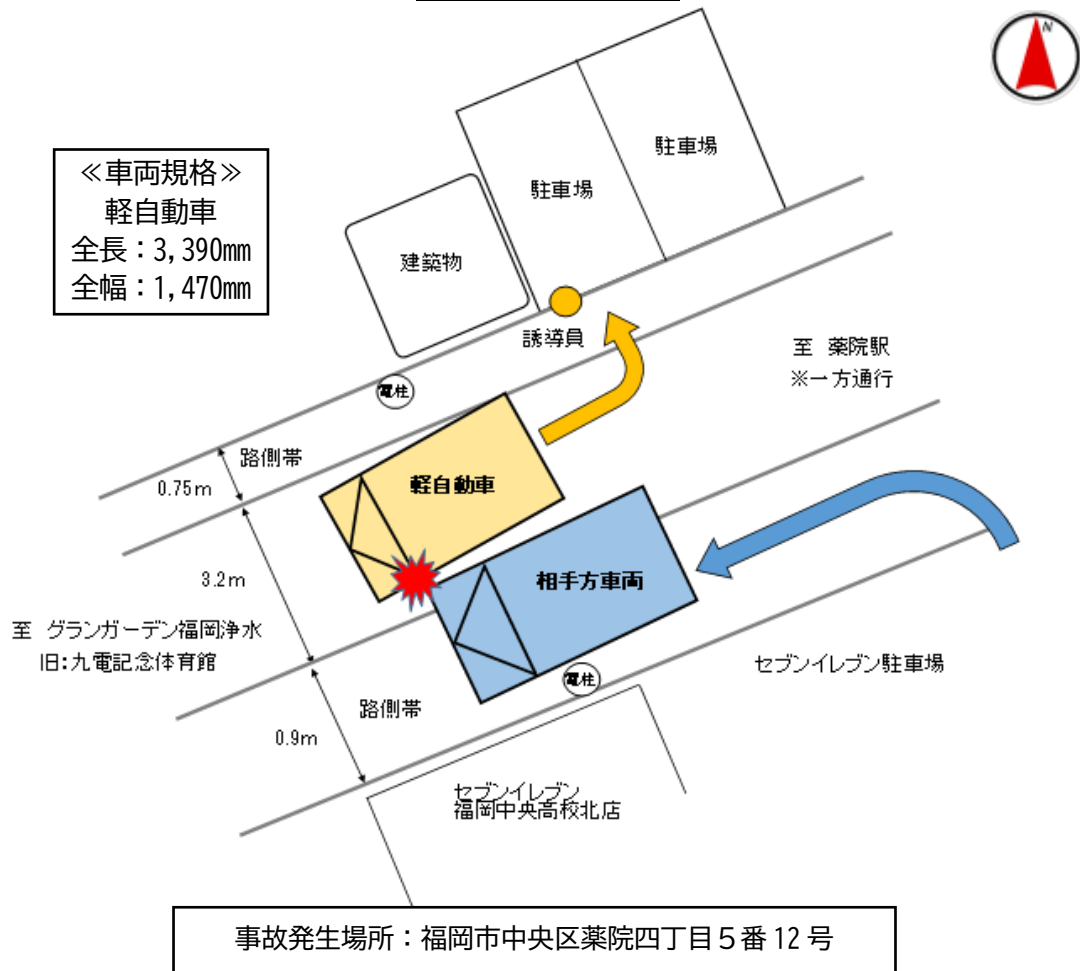 N
≪車両規格≫
軽自動車
全長：3,390㎜
全幅：1,470㎜
駐車場
駐車場
建築物
誘導員
至 薬院駅
※一方通行
電柱
路側帯
0.75m
軽自動車
3.2m
相手方車両
至 グランガーデン福岡浄水
旧:九電記念体育館
セブンイレブン駐車場
電柱
路側帯
0.9m
セブンイレブン
福岡中央高校北店
事故発生場所：福岡市中央区薬院四丁目５番 12 号